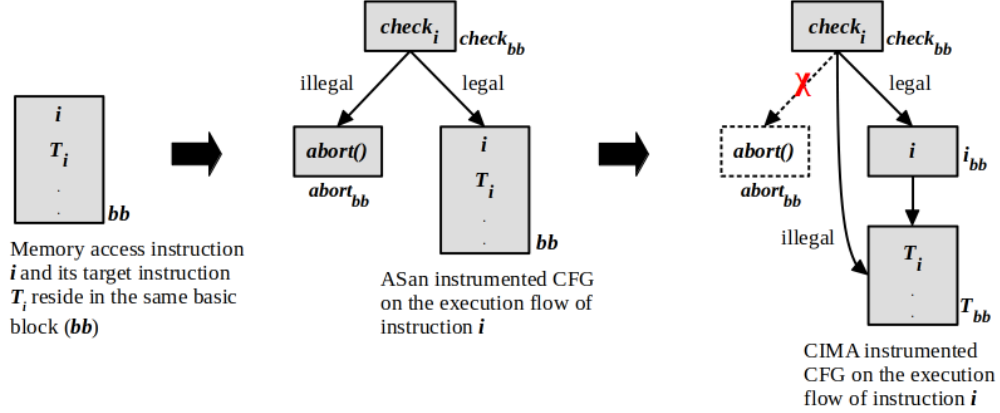 i
T_i
.
.
bb
Memory access instruction
i and its target instruction
T_i reside in the same basic
block (bb)
check_i
check_bb
illegal
legal
abort()
abort_bb
i
T_i
.
.
bb
ASan instrumented CFG
on the execution flow of
instruction i
check_i
check_bb
X
legal
abort()
abort_bb
i
i_bb
illegal
T_i
.
.
T_bb
CIMA instrumented
CFG on the execution
flow of instruction i